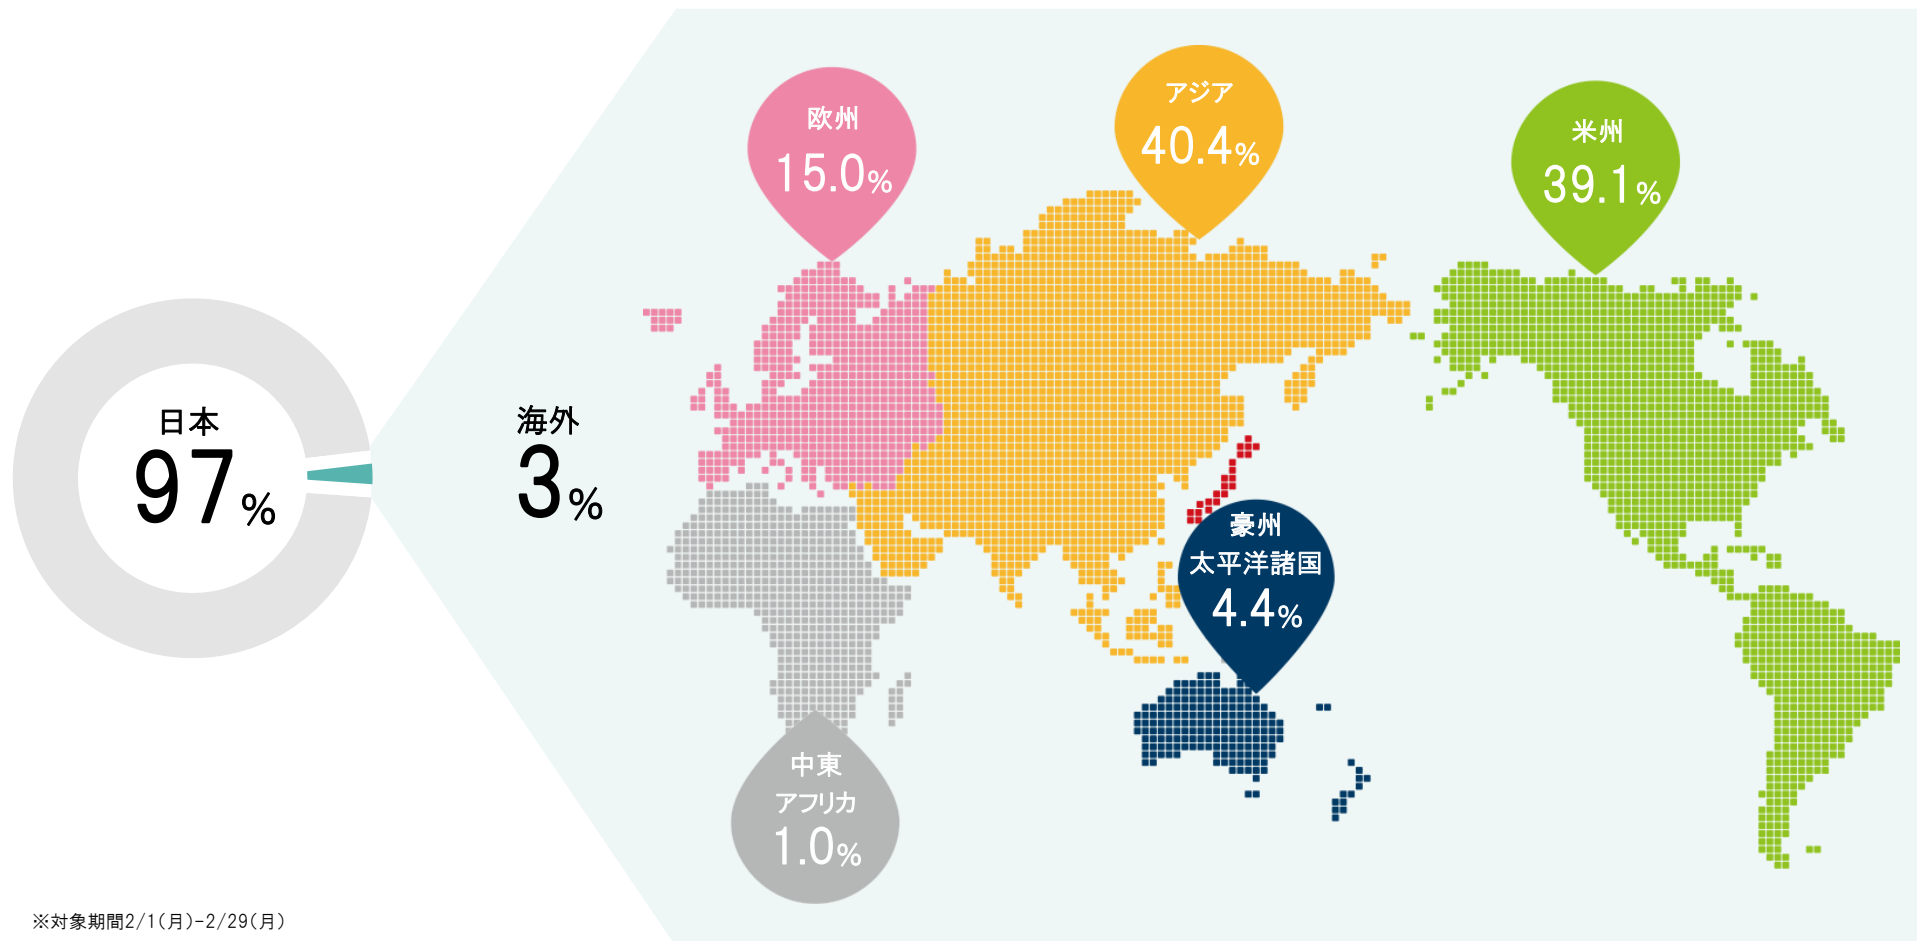 日本
97%
海外
3%
欧州
15.0%
アジア
40.4%
米州
39.1%
豪州
太平洋諸国
4.4%
中東
アフリカ
1.0%
※対象期間2/1(月)-2/29(月)